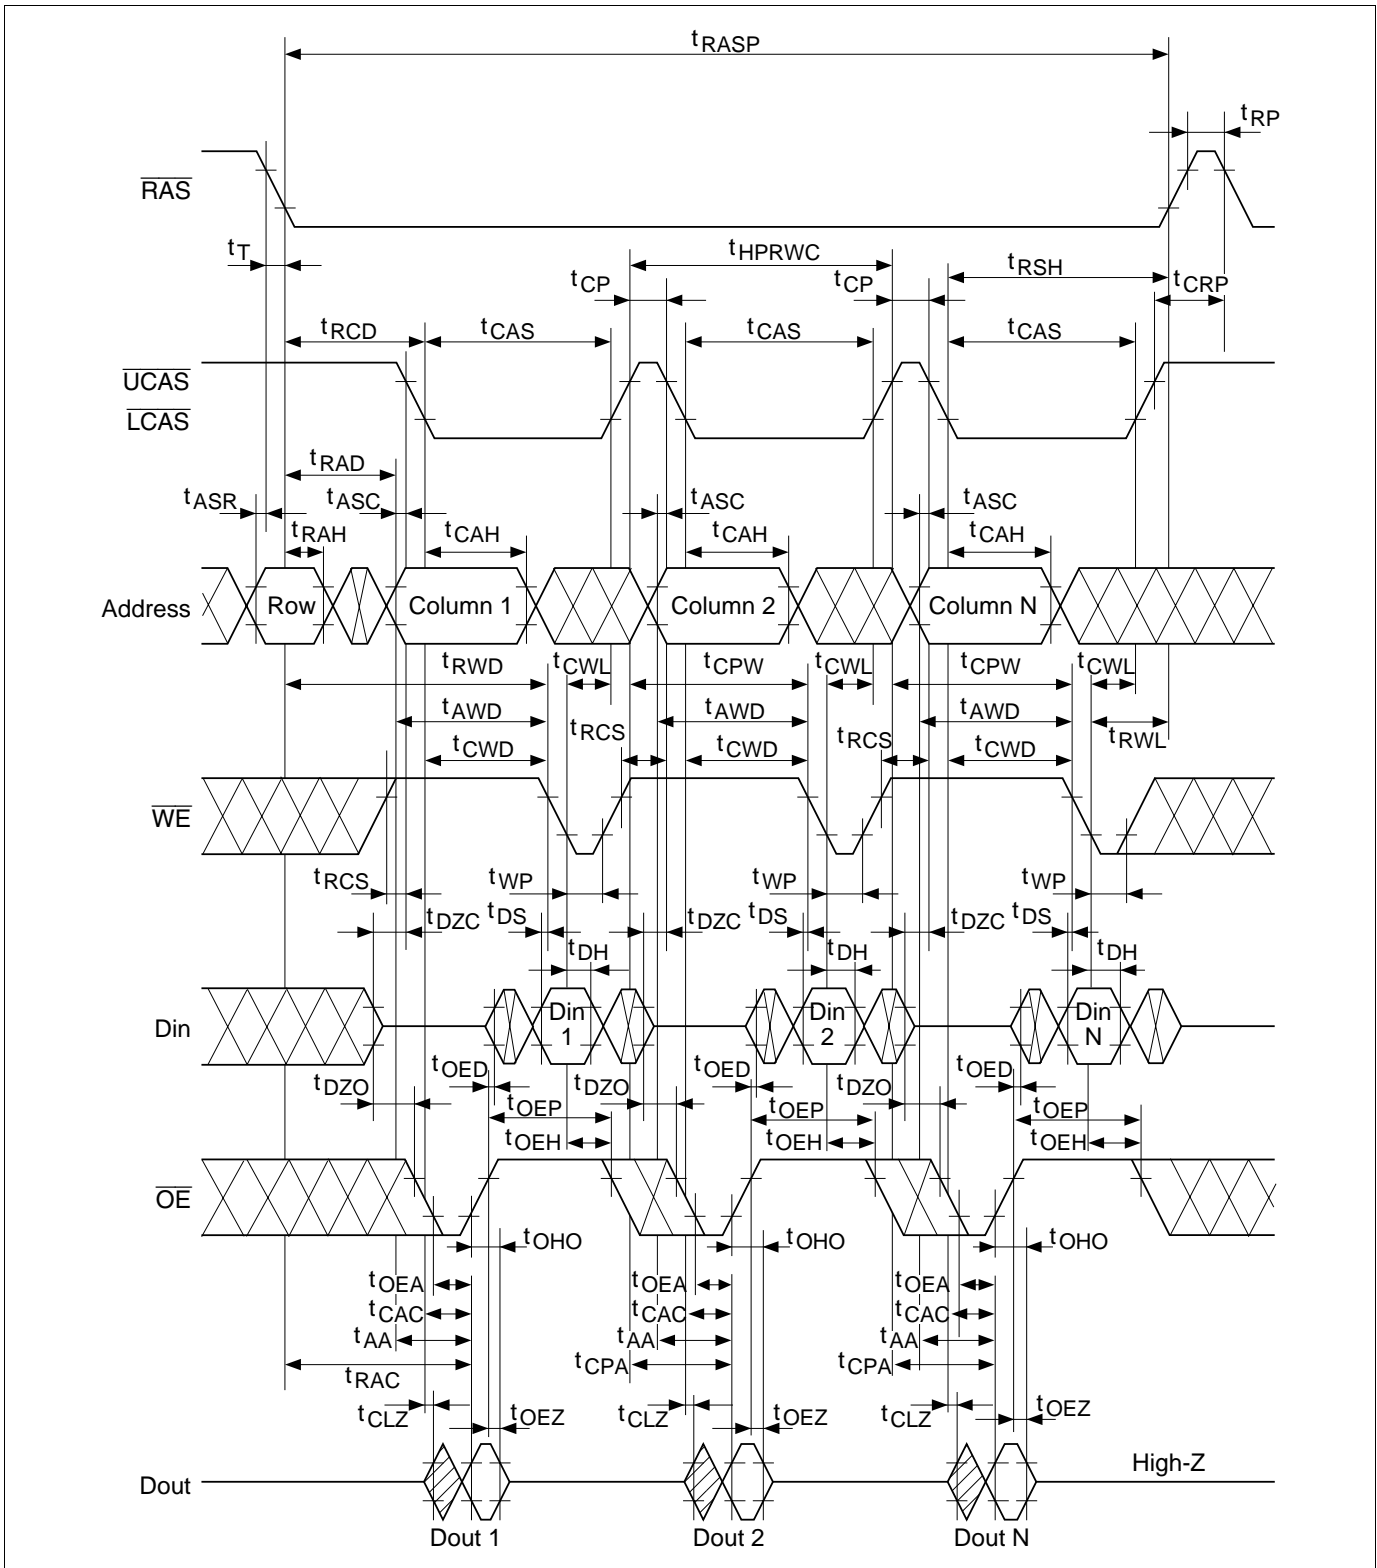 tRASP
tRP
RAS
tT
tHPRWC
tRSH
tCP
tCP
tCRP
tRCD
tCAS
tCAS
tCAS
UCAS
LCAS
tRAD
tASR
tASC
tASC
tASC
tRAH
tCAH
tCAH
tCAH
Address
Row
Column 1
Column 2
Column N
tRWD
tCWL
tCPW
tCWL
tCPW
tCWL
tAWD
tRCS
tAWD
tRCS
tAWD
tRWL
tCWD
tCWD
tCWD
WE
tRCS
tWP
tWP
tWP
tDZC
tDS
tDZC
tDS
tDZC
tDS
tDH
tDH
tDH
Din
Din
1
Din
2
Din
N
tDZO
tOED
tDZO
tOED
tDZO
tOED
tOEP
tOEP
tOEP
tOEH
tOEH
tOEH
OE
tOHO
tOHO
tOHO
tOEA
tOEA
tOEA
tCAC
tCAC
tCAC
tAA
tAA
tAA
tRAC
tCPA
tCPA
tCLZ
tOEZ
tCLZ
tOEZ
tCLZ
tOEZ
High-Z
Dout
Dout 1
Dout 2
Dout N